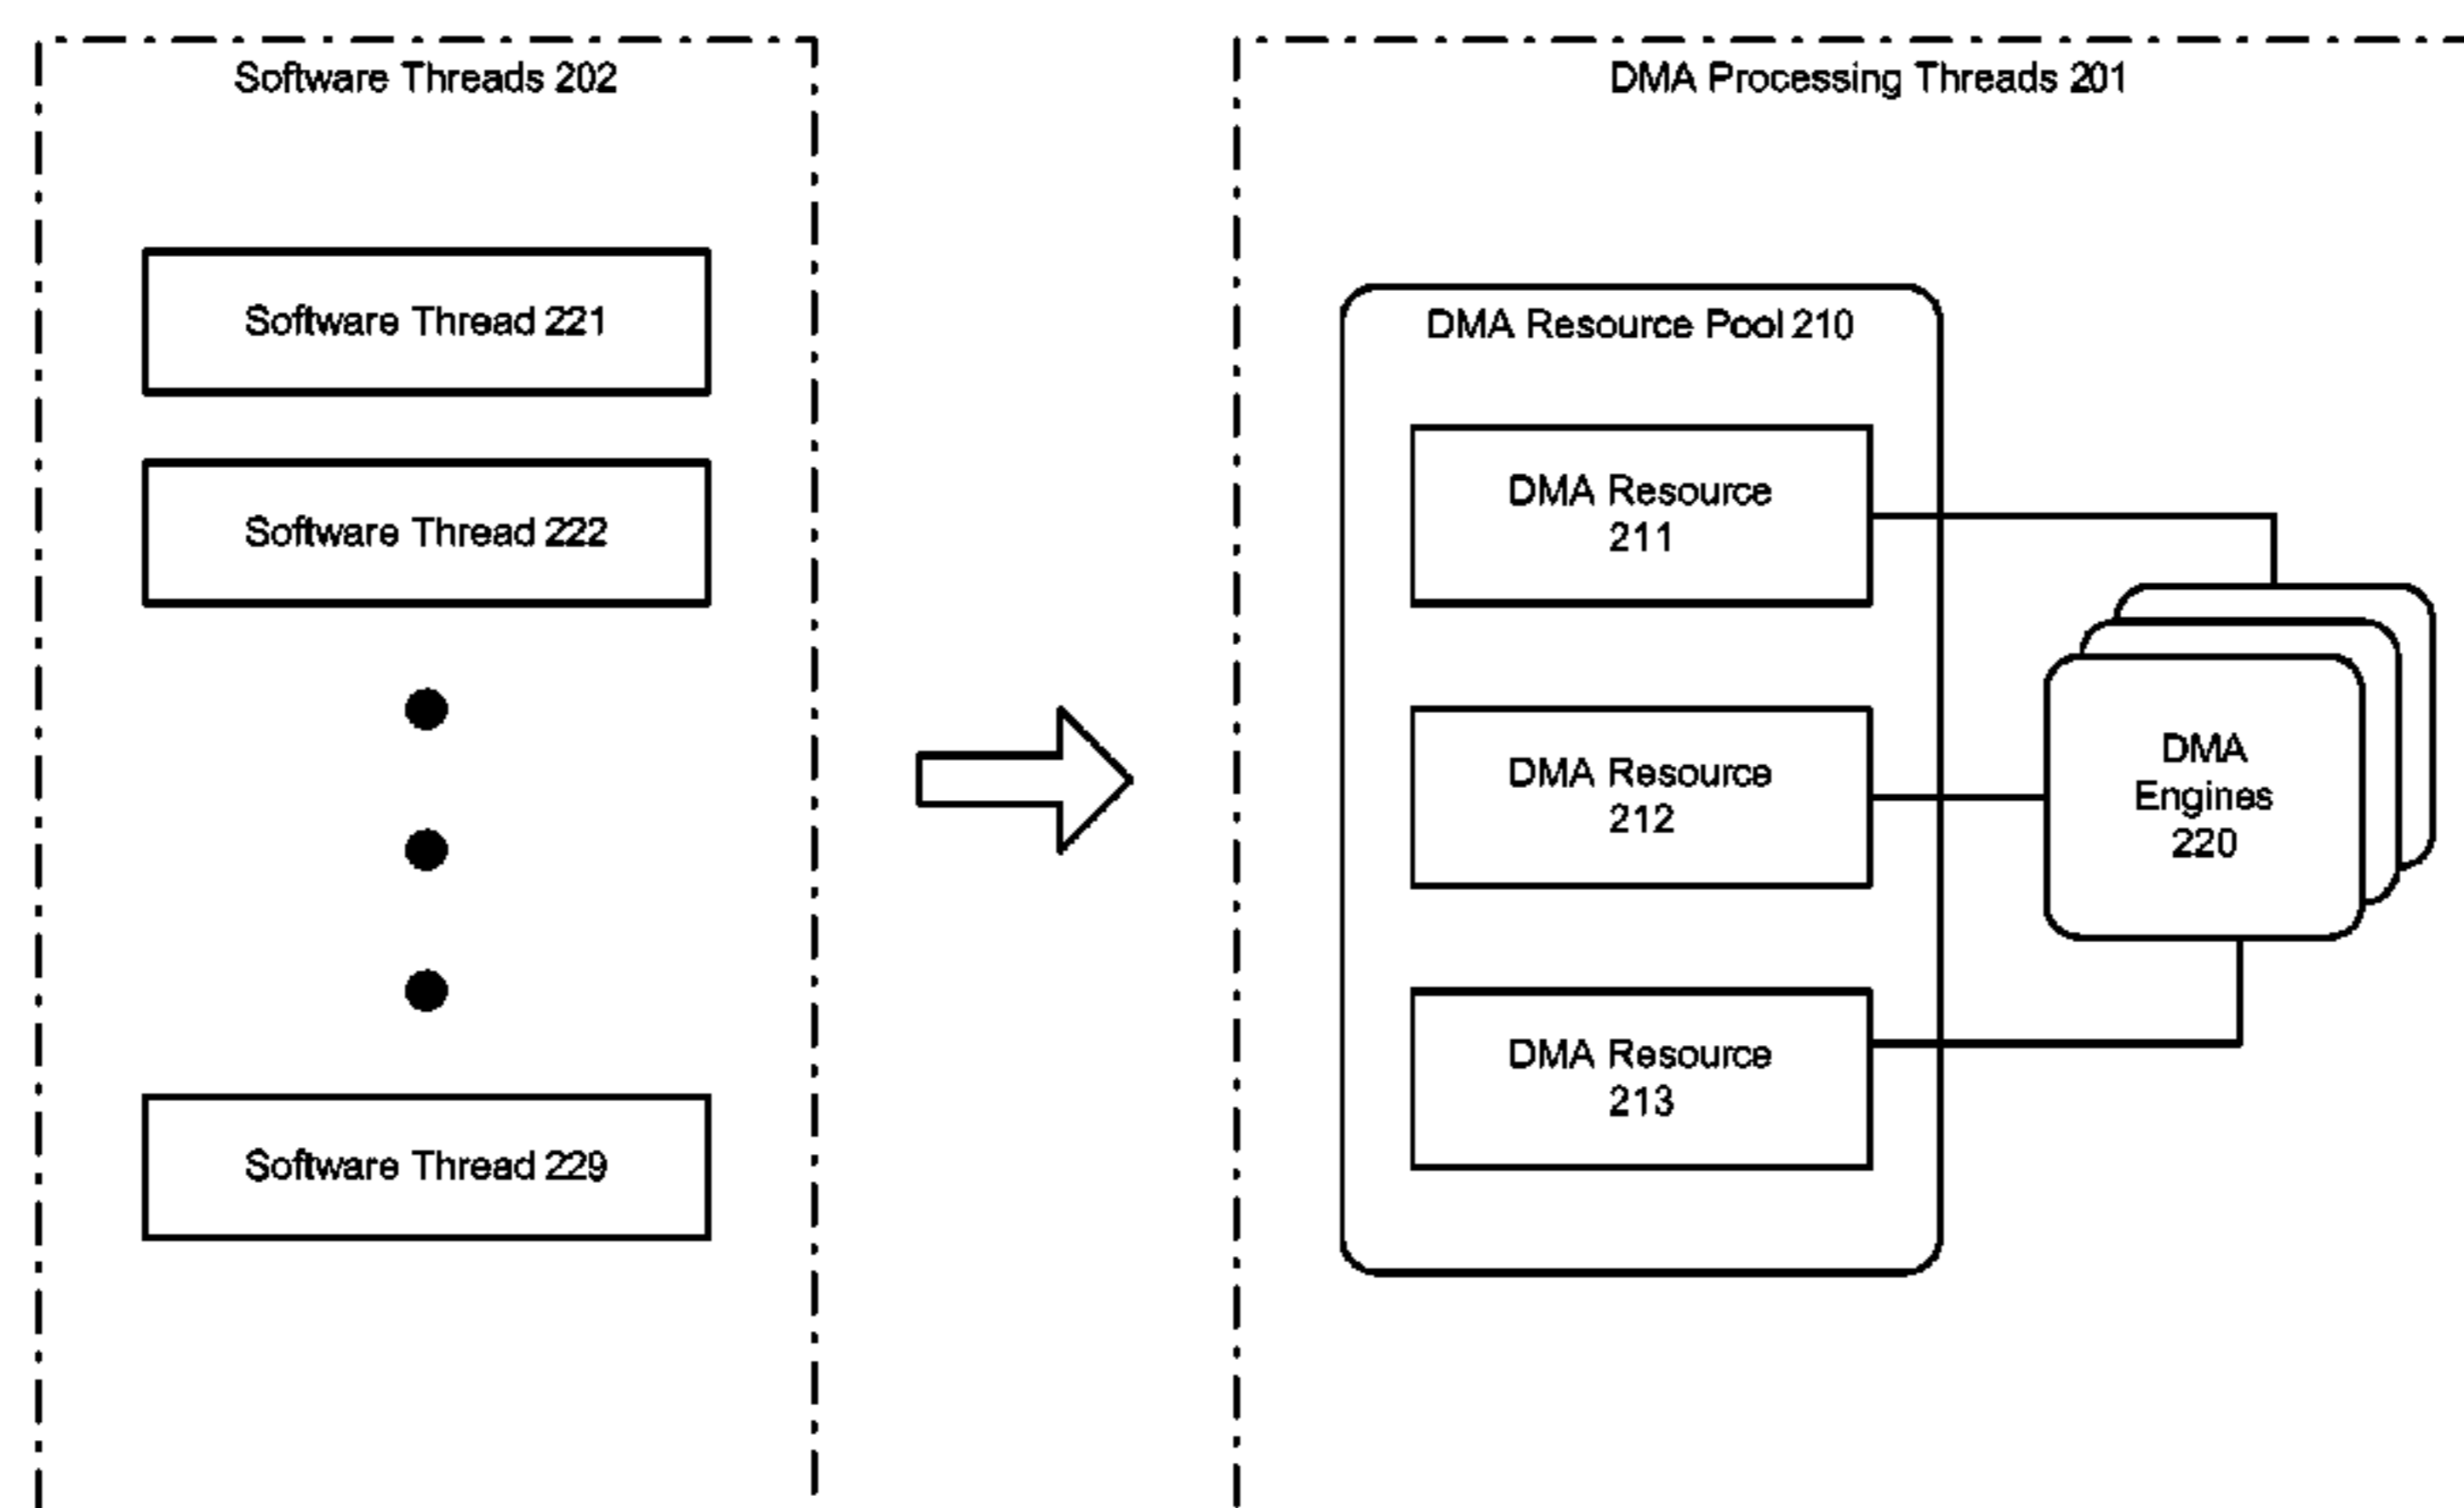 Software Threads 202
Software Thread 221
Software Thread 222
Software Thread 229
DMA Processing Threads 201
DMA Resource Pool 210
DMA Resource
211
DMA Resource
212
DMA Resource
213
DMA
Engines
220